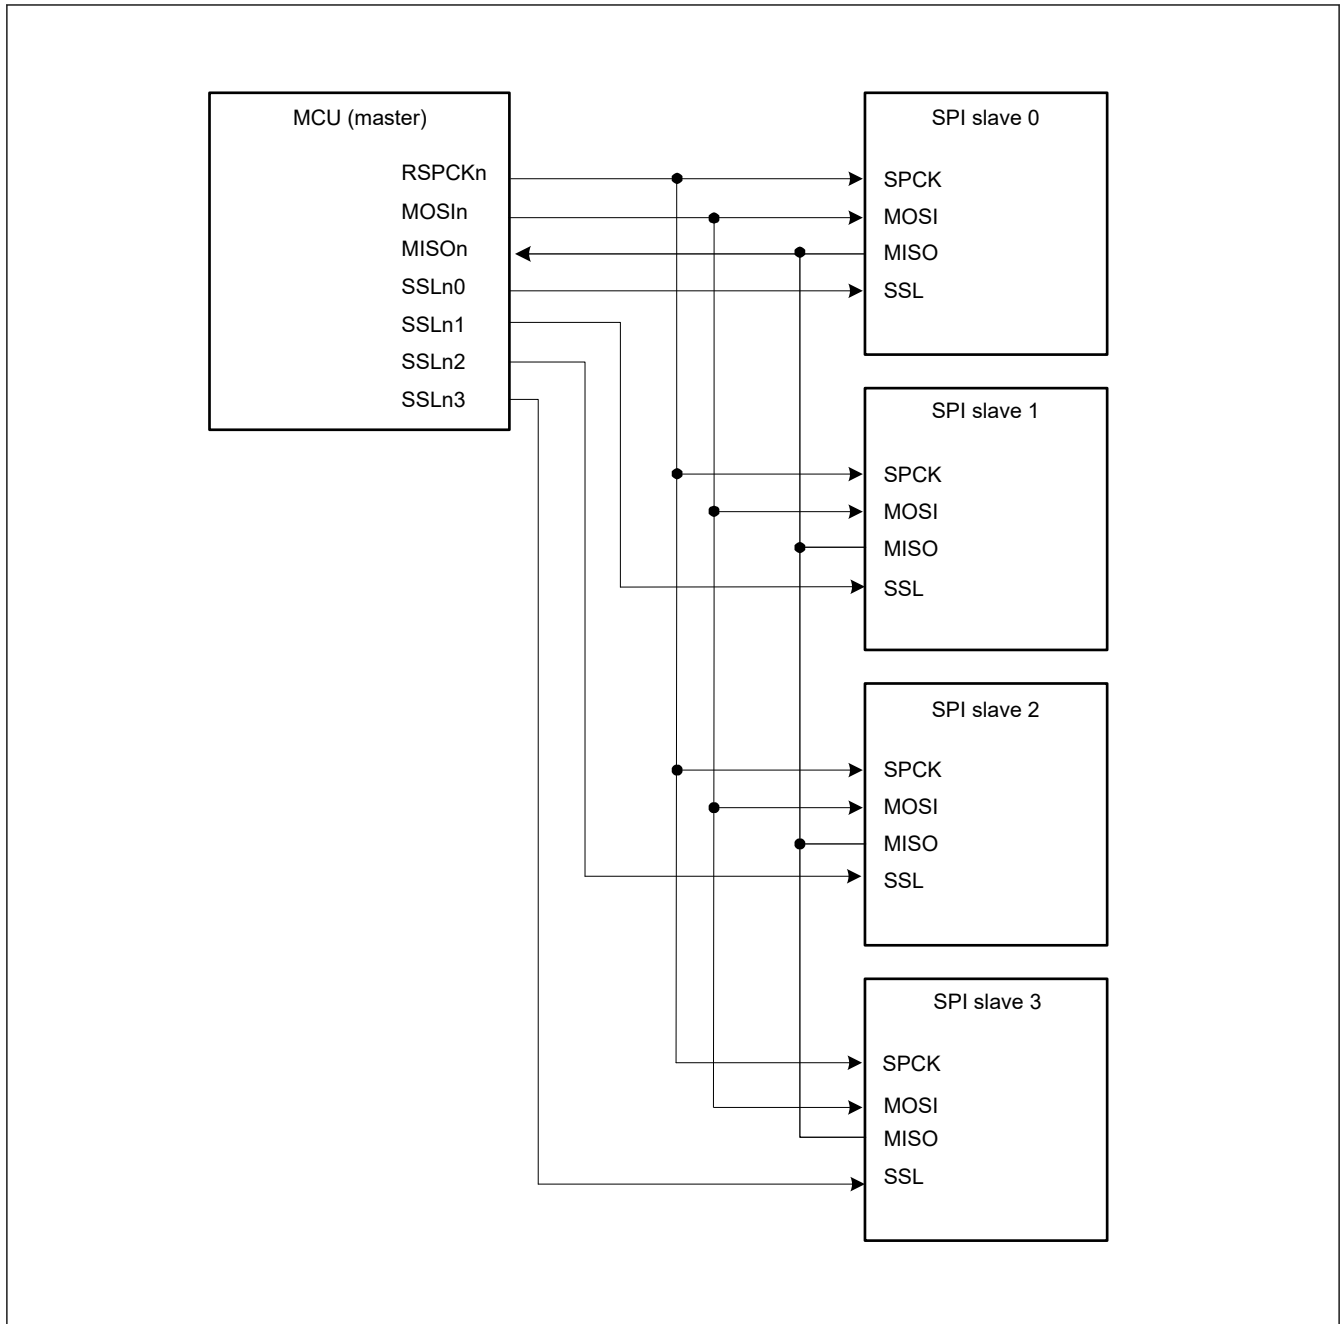 MCU (master)
RSPCKn
MOSIn
MISOn
SSLn0
SSLn1
SSLn2
SSLn3
SPI slave 0
SPCK
MOSI
MISO
SSL
SPI slave 1
SPCK
MOSI
MISO
SSL
SPI slave 2
SPCK
MOSI
MISO
SSL
SPI slave 3
SPCK
MOSI
MISO
SSL